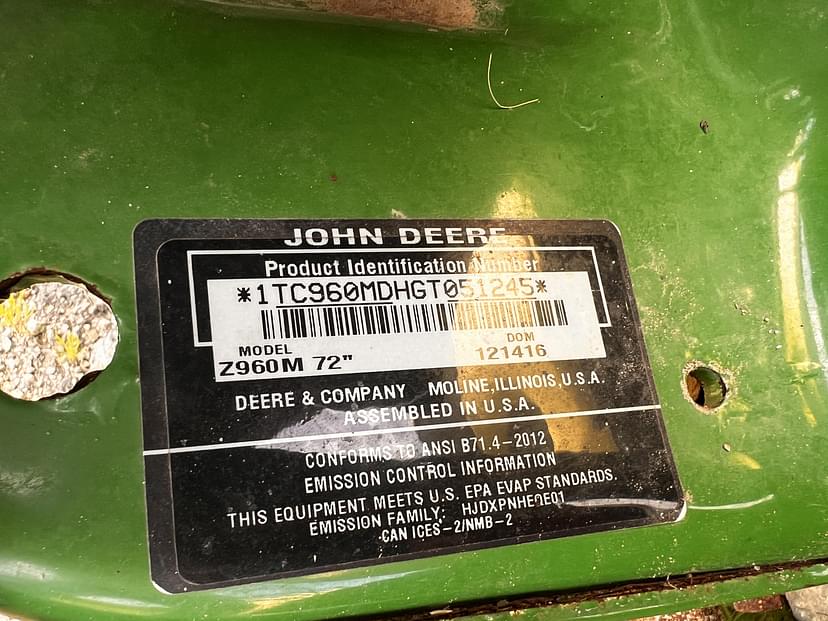 JOHN DEERE
Product Identification Number
*1TC960MDHGT051245*
MODEL DOM
Z960M 72" 121416
DEERE & COMPANY MOLINE, ILLINOIS, U.S.A.
ASSEMBLED IN U.S.A.
CONFORMS TO ANSI B71.4-2012
EMISSION CONTROL INFORMATION
THIS EQUIPMENT MEETS U.S. EPA EVAP STANDARDS.
EMISSION FAMILY: HJDXPNHEQE01
CAN ICES-2/NMB-2